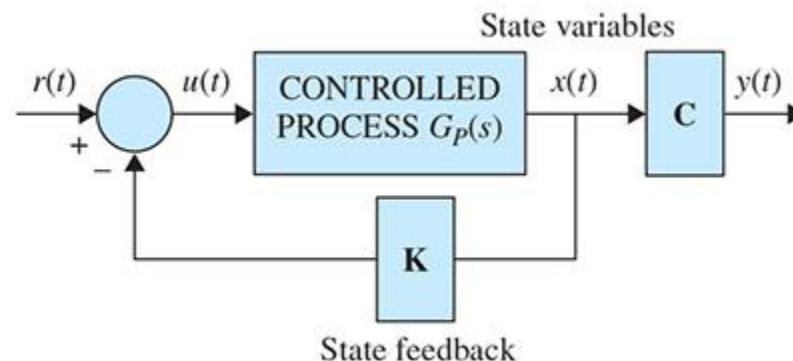 State variables
r(t)
u(t)
CONTROLLED
PROCESS G_P(s)
x(t)
C
y(t)
+
−
K
State feedback